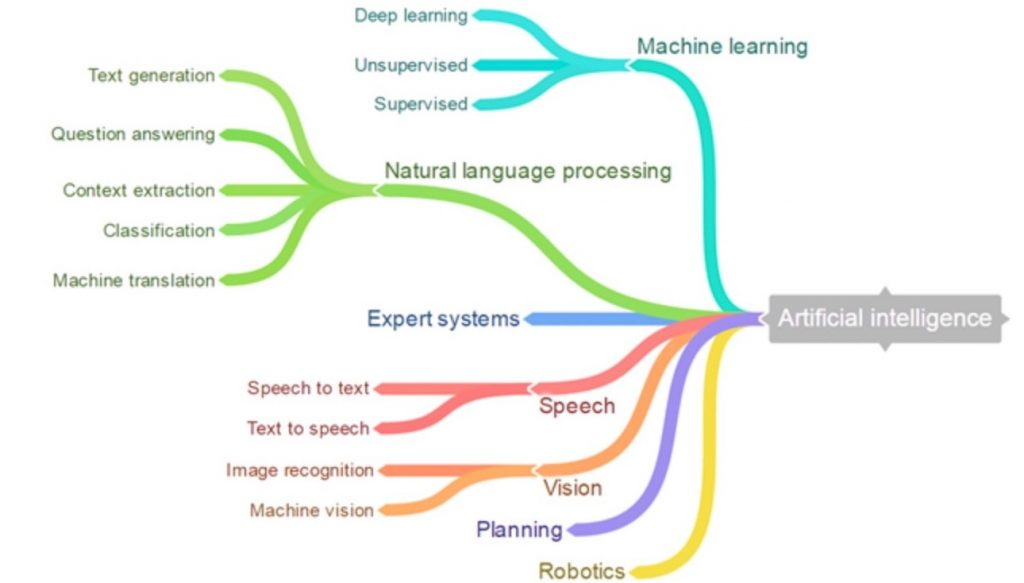 Deep learning
Unsupervised
Supervised
Machine learning
Text generation
Question answering
Context extraction
Classification
Machine translation
Natural language processing
Expert systems
Artificial intelligence
Speech to text
Text to speech
Speech
Image recognition
Machine vision
Vision
Planning
Robotics